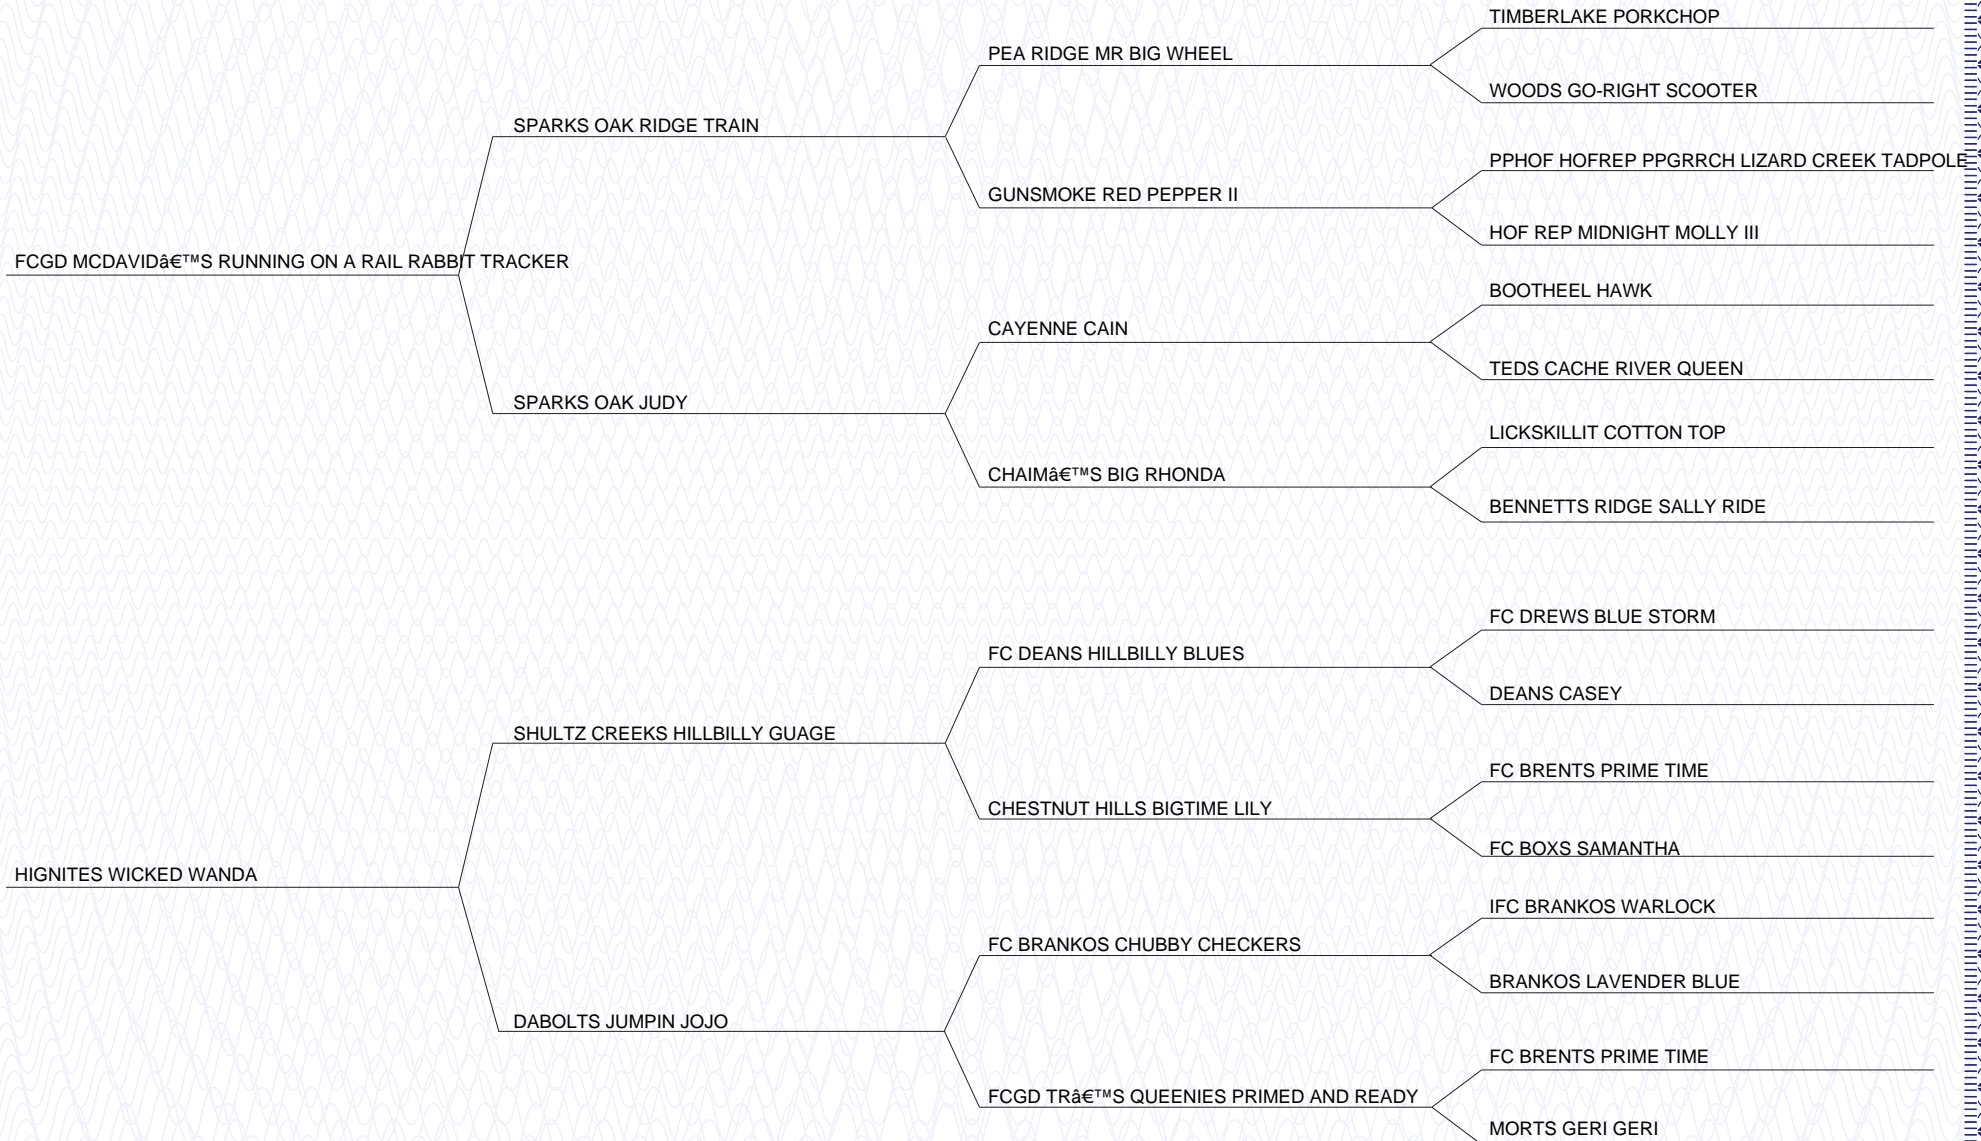 TIMBERLAKE PORKCHOP
PEA RIDGE MR BIG WHEEL
WOODS GO-RIGHT SCOOTER
SPARKS OAK RIDGE TRAIN
PPHOF HOFREP PPGRRCH LIZARD CREEK TADPOLE
GUNSMOKE RED PEPPER II
HOF REP MIDNIGHT MOLLY III
FCGD MCDAVIDâ€™S RUNNING ON A RAIL RABBIT TRACKER
BOOTHEEL HAWK
CAYENNE CAIN
TEDS CACHE RIVER QUEEN
SPARKS OAK JUDY
LICKSKILLIT COTTON TOP
CHAIMâ€™S BIG RHONDA
BENNETTS RIDGE SALLY RIDE
FC DREWS BLUE STORM
FC DEANS HILLBILLY BLUES
DEANS CASEY
SHULTZ CREEKS HILLBILLY GUAGE
FC BRENTS PRIME TIME
CHESTNUT HILLS BIGTIME LILY
FC BOXS SAMANTHA
HIGNITES WICKED WANDA
IFC BRANKOS WARLOCK
FC BRANKOS CHUBBY CHECKERS
BRANKOS LAVENDER BLUE
DABOLTS JUMPIN JOJO
FC BRENTS PRIME TIME
FCGD TRâ€™S QUEENIES PRIMED AND READY
MORTS GERI GERI